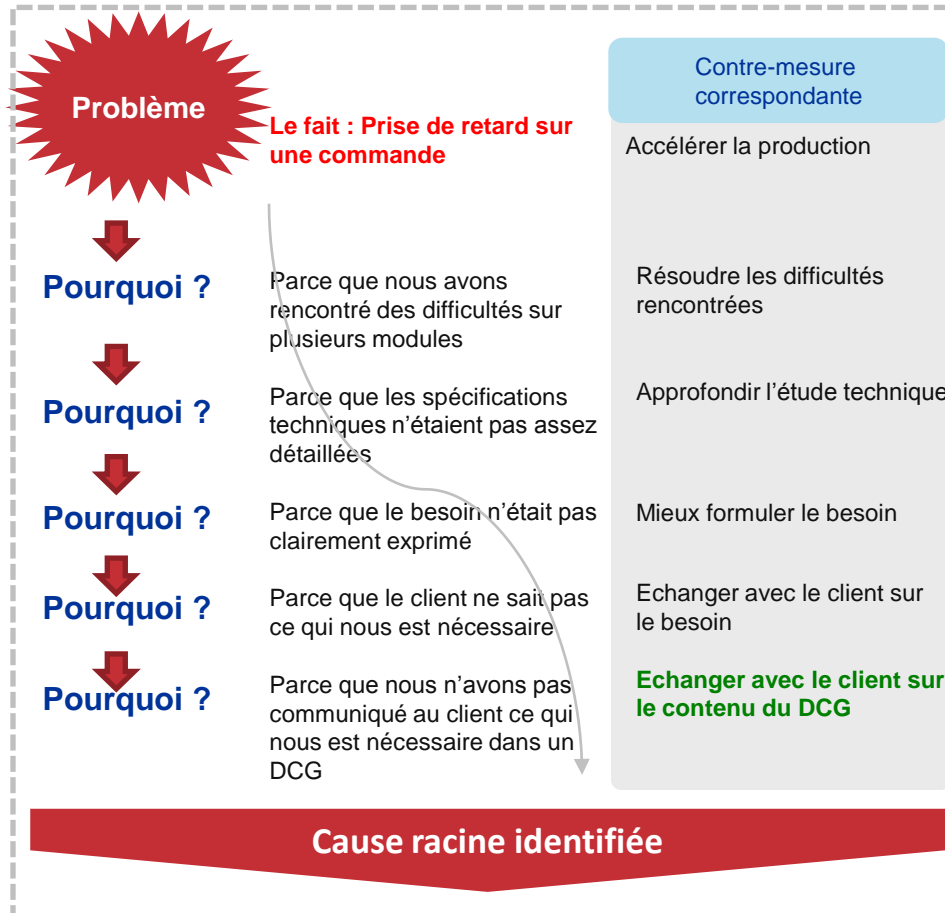 Problème
Le fait : Prise de retard sur
une commande
Contre-mesure
correspondante
Accélérer la production
Pourquoi ?
Parce que nous avons
rencontré des difficultés sur
plusieurs modules
Résoudre les difficultés
rencontrées
Pourquoi ?
Parce que les spécifications
techniques n'étaient pas assez
détaillées
Approfondir l'étude technique
Pourquoi ?
Parce que le besoin n'était pas
clairement exprimé
Mieux formuler le besoin
Pourquoi ?
Parce que le client ne sait pas
ce qui nous est nécessaire
Echanger avec le client sur
le besoin
Pourquoi ?
Parce que nous n'avons pas
communiqué au client ce qui
nous est nécessaire dans un
DCG
Echanger avec le client sur
le contenu du DCG
Cause racine identifiée